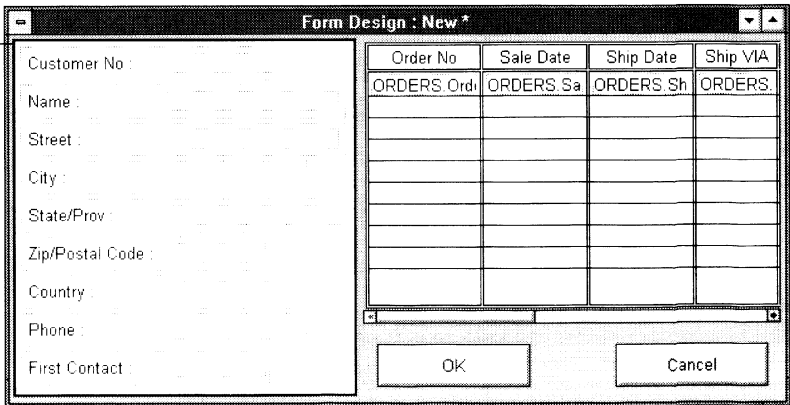 Form Design : New *
Customer No :
Name :
Street :
City :
State/Prov :
Zip/Postal Code :
Country :
Phone :
First Contact :
Order No Sale Date Ship Date Ship VIA
ORDERS.Ord ORDERS.Sa ORDERS.Sh ORDERS.
OK Cancel